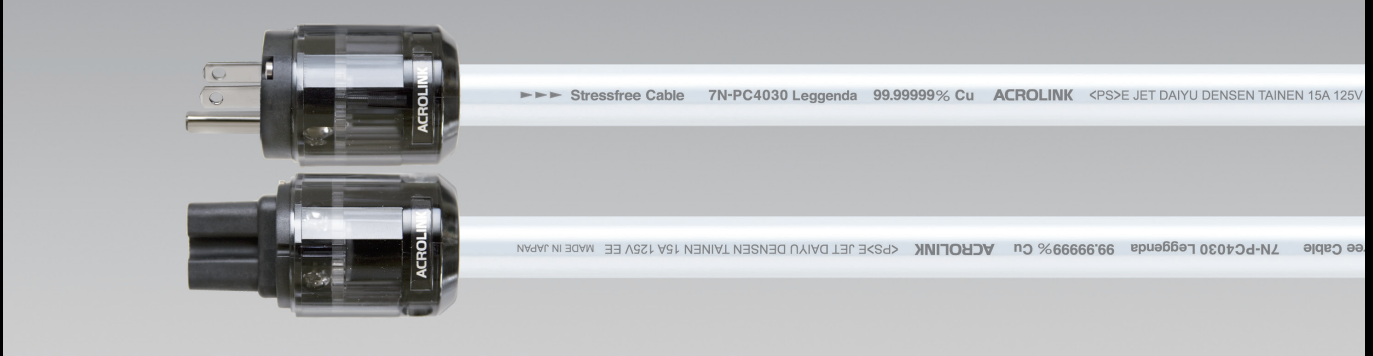 ACROLINK
►►► Stressfree Cable 7N-PC4030 Leggenda 99.99999% Cu ACROLINK <PS>E JET DAIYU DENSEN TAINEN 15A 125V
ACROLINK
ee Cable 7N-PC4030 Leggenda 99.99999% Cu ACROLINK <PS>E JET DAIYU DENSEN TAINEN 15A 125V EE MADE IN JAPAN